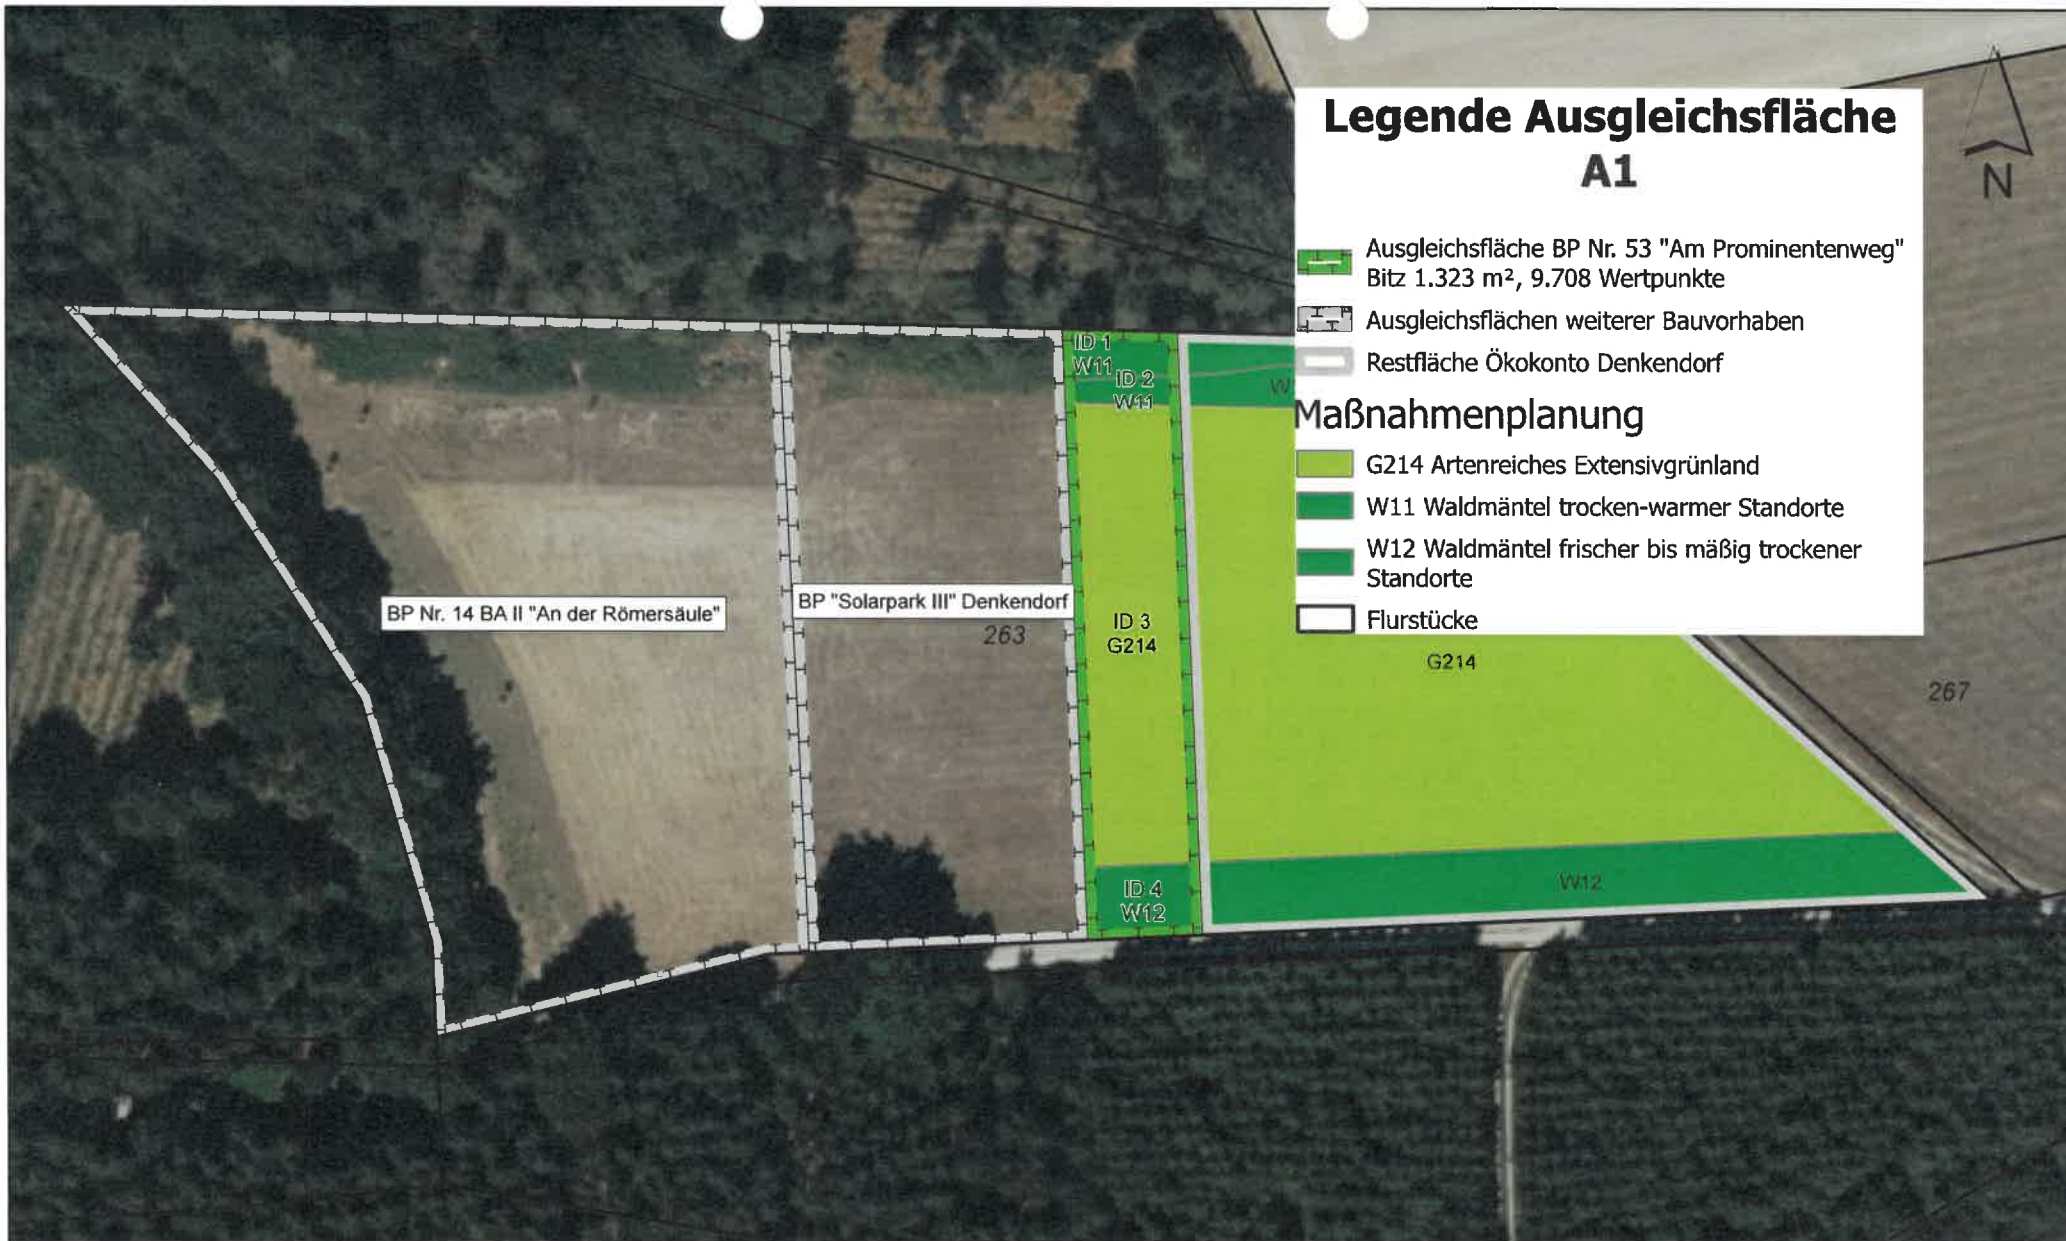 Legende Ausgleichsfläche
A1
N
Ausgleichsfläche BP Nr. 53 "Am Prominentenweg"
Bitz 1.323 m², 9.708 Wertpunkte
Ausgleichsflächen weiterer Bauvorhaben
Restfläche Ökokonto Denkendorf
Maßnahmenplanung
G214 Artenreiches Extensivgrünland
W11 Waldmäntel trocken-warmer Standorte
W12 Waldmäntel frischer bis mäßig trockener
Standorte
Flurstücke
ID 1
W11
ID 2
W11
BP Nr. 14 BA II "An der Römersäule"
BP "Solarpark III" Denkendorf
263
ID 3
G214
G214
267
ID 4
W12
W12